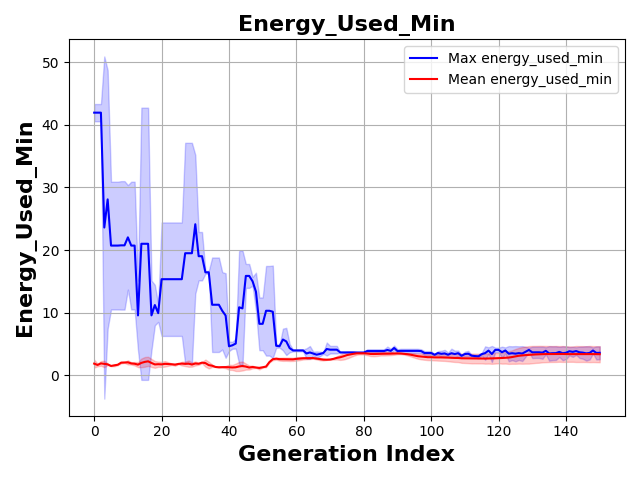 Energy_Used_Min
Max energy_used_min
Mean energy_used_min
Energy_Used_Min
50
40
30
20
10
0
0 20 40 60 80 100 120 140
Generation Index